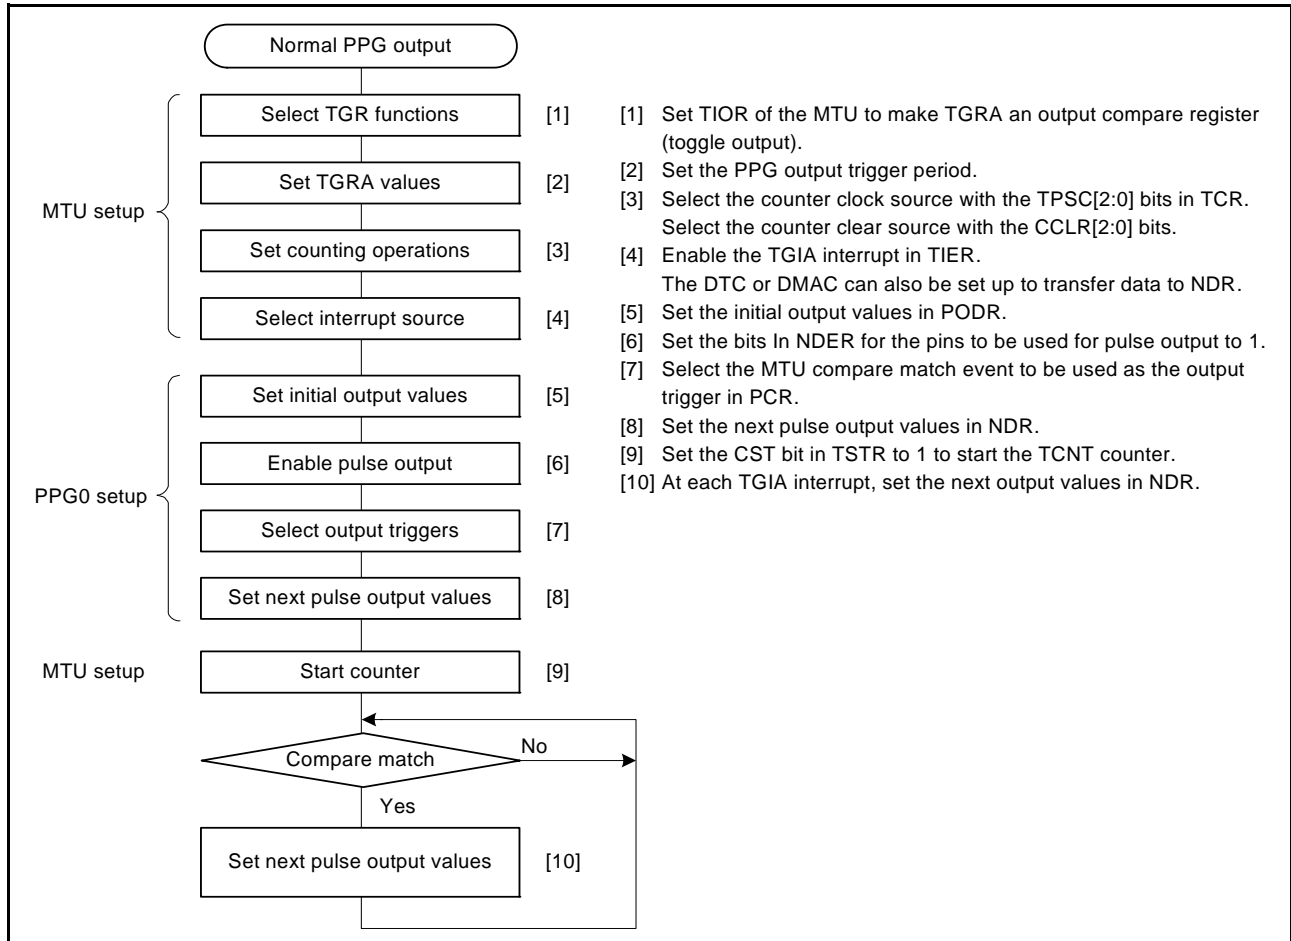 Normal PPG output
MTU setup
Select TGR functions [1]
Set TGRA values [2]
Set counting operations [3]
Select interrupt source [4]
PPG0 setup
Set initial output values [5]
Enable pulse output [6]
Select output triggers [7]
Set next pulse output values [8]
MTU setup
Start counter [9]
Compare match
No
Yes
Set next pulse output values [10]
[1] Set TIOR of the MTU to make TGRA an output compare register
(toggle output).
[2] Set the PPG output trigger period.
[3] Select the counter clock source with the TPSC[2:0] bits in TCR.
Select the counter clear source with the CCLR[2:0] bits.
[4] Enable the TGIA interrupt in TIER.
The DTC or DMAC can also be set up to transfer data to NDR.
[5] Set the initial output values in PODR.
[6] Set the bits In NDER for the pins to be used for pulse output to 1.
[7] Select the MTU compare match event to be used as the output
trigger in PCR.
[8] Set the next pulse output values in NDR.
[9] Set the CST bit in TSTR to 1 to start the TCNT counter.
[10] At each TGIA interrupt, set the next output values in NDR.